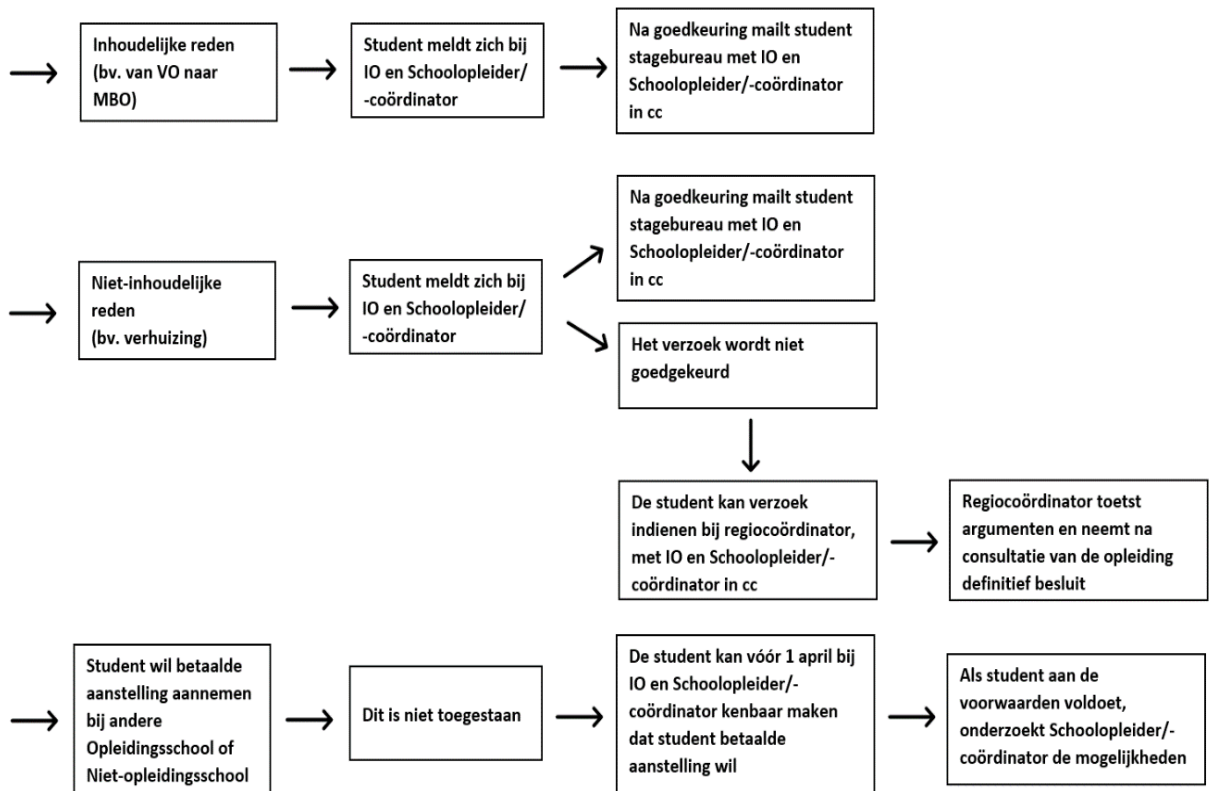 Inhoudelijke reden
(bv. van VO naar
MBO)
Student meldt zich bij
IO en Schoolopleider/
-coördinator
Na goedkeuring mailt student
stagebureau met IO en
Schoolopleider/-coördinator
in cc
Niet-inhoudelijke
reden
(bv. verhuizing)
Student meldt zich bij
IO en Schoolopleider/
-coördinator
Na goedkeuring mailt student
stagebureau met IO en
Schoolopleider/-coördinator
in cc
Het verzoek wordt niet
goedgekeurd
De student kan verzoek
indienen bij regiocoördinator,
met IO en Schoolopleider/-
coördinator in cc
Regiocoördinator toetst
argumenten en neemt na
consultatie van de opleiding
definitief besluit
Student wil betaalde
aanstelling aannemen
bij andere
Opleidingsschool of
Niet-opleidingsschool
Dit is niet toegestaan
De student kan vóór 1 april bij
IO en Schoolopleider/-
coördinator kenbaar maken
dat student betaalde
aanstelling wil
Als student aan de
voorwaarden voldoet,
onderzoekt Schoolopleider/-
coördinator de mogelijkheden